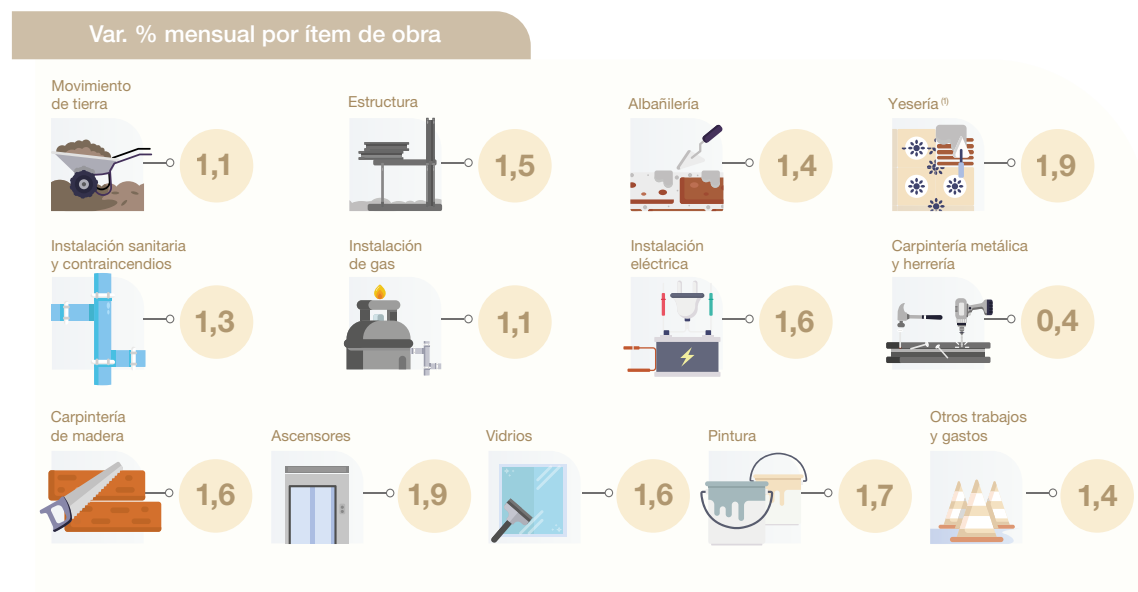 Var. % mensual por ítem de obra
Movimiento
de tierra
1,1
Estructura
1,5
Albañilería
1,4
Yesería (1)
1,9
Instalación sanitaria
y contraincendios
1,3
Instalación
de gas
1,1
Instalación
eléctrica
1,6
Carpintería metálica
y herrería
0,4
Carpintería
de madera
1,6
Ascensores
1,9
Vidrios
1,6
Pintura
1,7
Otros trabajos
y gastos
1,4